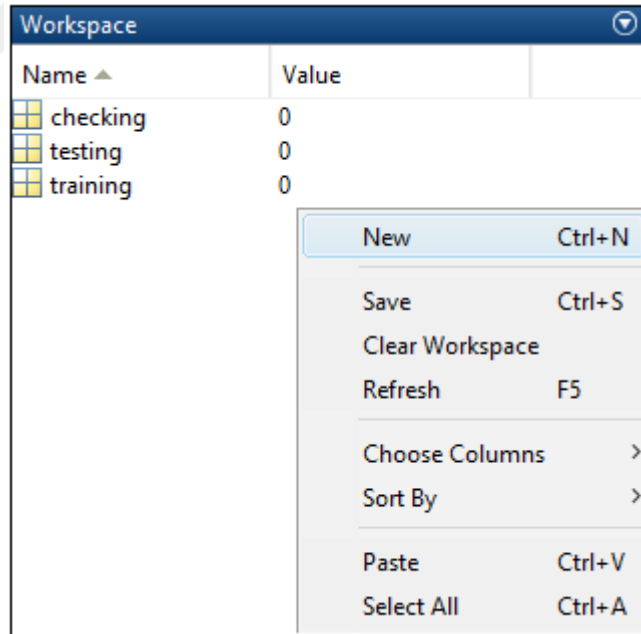 Workspace
Name Value
checking 0
testing 0
training 0
New Ctrl+N
Save Ctrl+S
Clear Workspace
Refresh F5
Choose Columns
Sort By
Paste Ctrl+V
Select All Ctrl+A